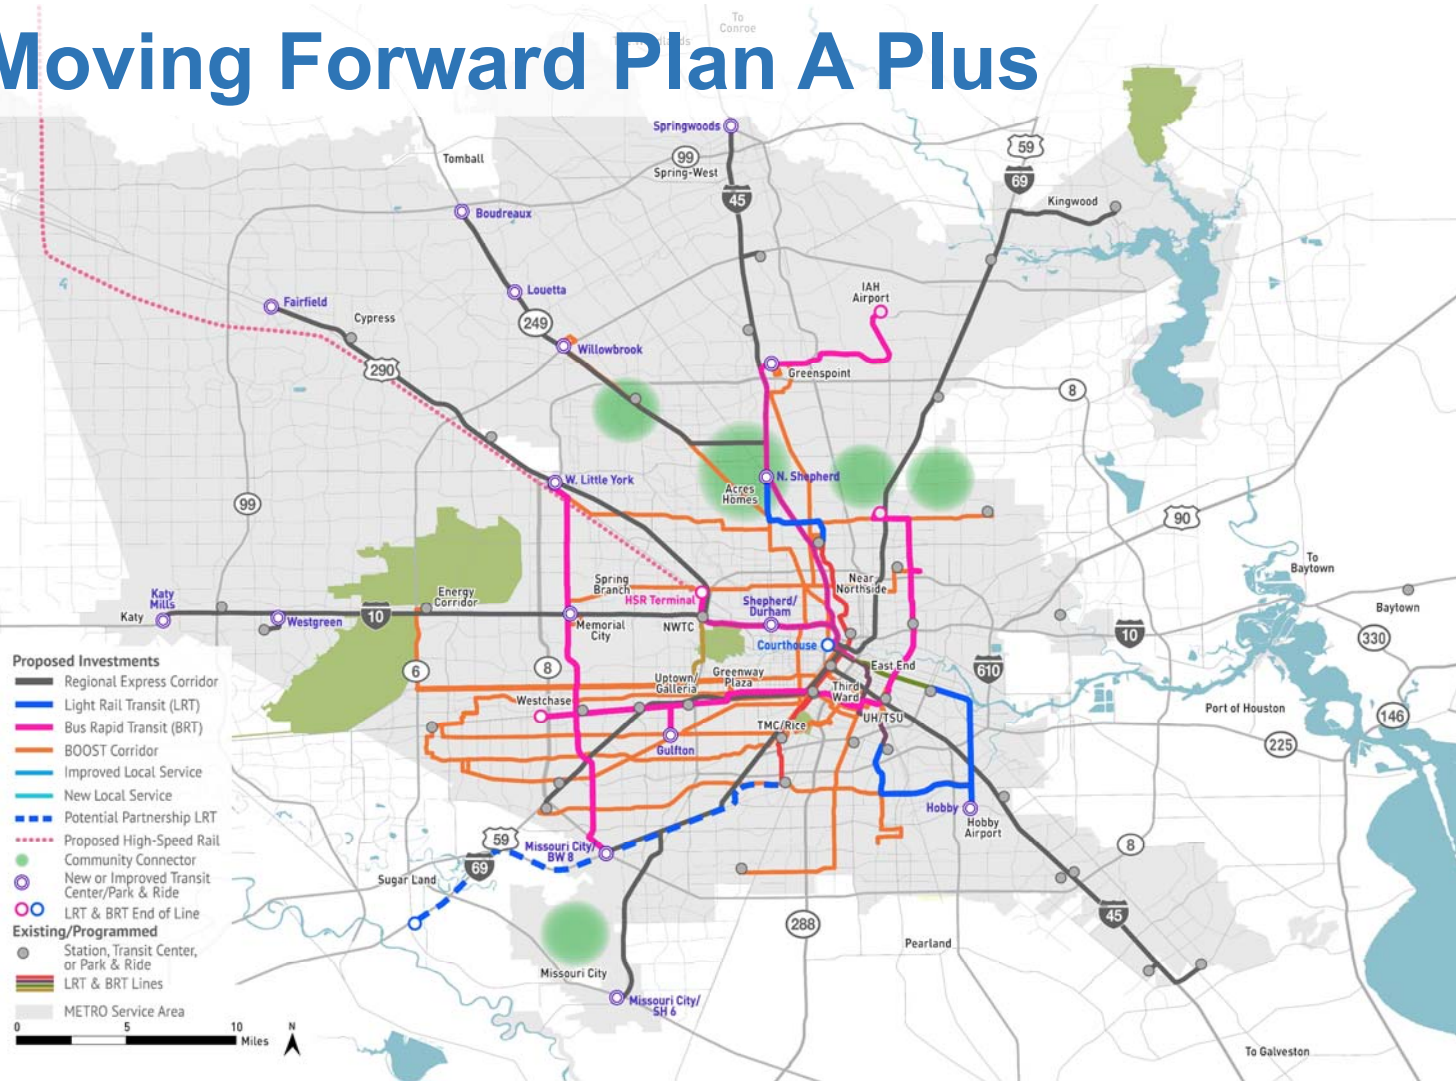 Moving Forward Plan A Plus
To
Conroe
The Woodlands
Springwoods
99
Spring-West
59
69
Tomball
45
Kingwood
Boudreaux
IAH
Airport
Louetta
Fairfield
Cypress
249
Willowbrook
290
Greenspoint
8
W. Little York
N. Shepherd
Acres
Homes
99
90
To
Baytown
Spring
Branch
Near
Northside
HSR Terminal
Energy
Corridor
Katy
Mills
Shepherd/
Durham
Baytown
Katy
Westgreen
10
Memorial
City
NWTC
10
330
Courthouse
6
8
East End
610
Uptown/
Galleria
Greenway
Plaza
Third
Ward
Westchase
UH/TSU
TMC/Rice
Port of Houston
146
225
Gulfton
Hobby
Hobby
Airport
59
Missouri City/
BW 8
8
69
Sugar Land
45
288
Pearland
Missouri City
Missouri City/
SH 6
To Galveston
Proposed Investments
Regional Express Corridor
Light Rail Transit (LRT)
Bus Rapid Transit (BRT)
BOOST Corridor
Improved Local Service
New Local Service
Potential Partnership LRT
Proposed High-Speed Rail
Community Connector
New or Improved Transit
Center/Park & Ride
LRT & BRT End of Line
Existing/Programmed
Station, Transit Center,
or Park & Ride
LRT & BRT Lines
METRO Service Area
0 5 10
Miles
N